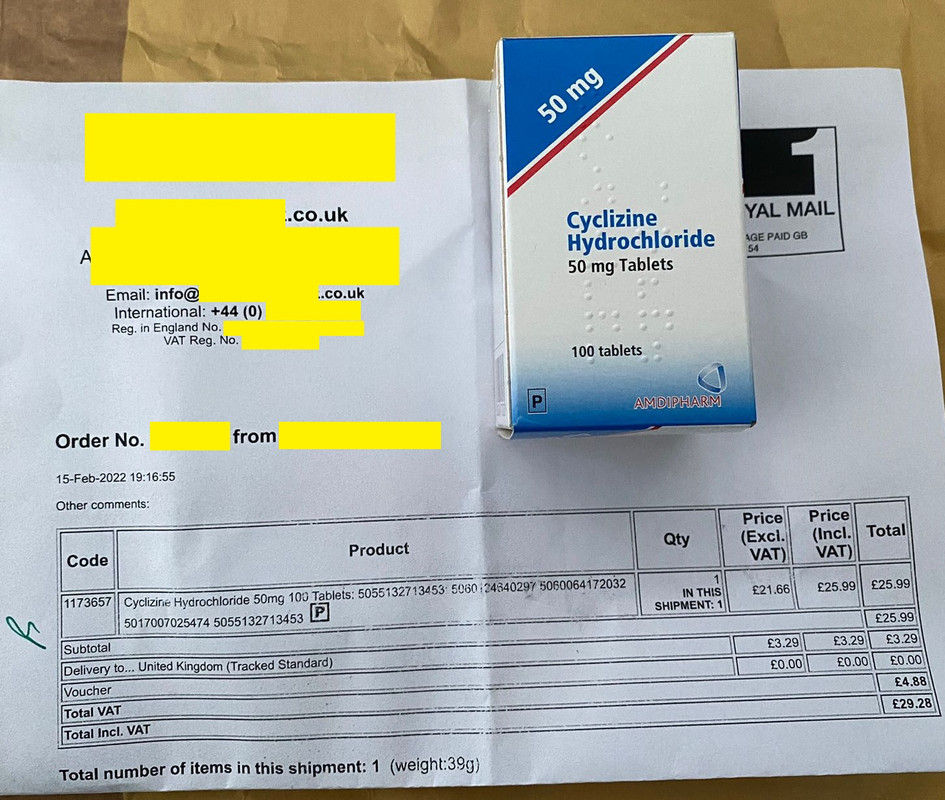 50 mg
Cyclizine
Hydrochloride
50 mg Tablets
100 tablets
P
AMDIPHARM
1
YAL MAIL
AGE PAID GB
54
.co.uk
A
Email: info@ .co.uk
International: +44 (0)
Reg. in England No.
VAT Reg. No.
Order No. from
15-Feb-2022 19:16:55
Other comments:
Code Product Qty Price (Excl. VAT) Price (Incl. VAT) Total
1173657 Cyclizine Hydrochloride 50mg 100 Tablets: 5055132713453 5060 24640297 5060064172032 1 £21.66 £25.99 £25.99
5017007025474 5055132713453 P IN THIS SHIPMENT: 1
£25.99
Subtotal £3.29 £3.29 £3.29
Delivery to... United Kingdom (Tracked Standard) £0.00 £0.00 £0.00
Voucher £4.88
Total VAT £29.28
Total Incl. VAT
Total number of items in this shipment: 1 (weight:39g)